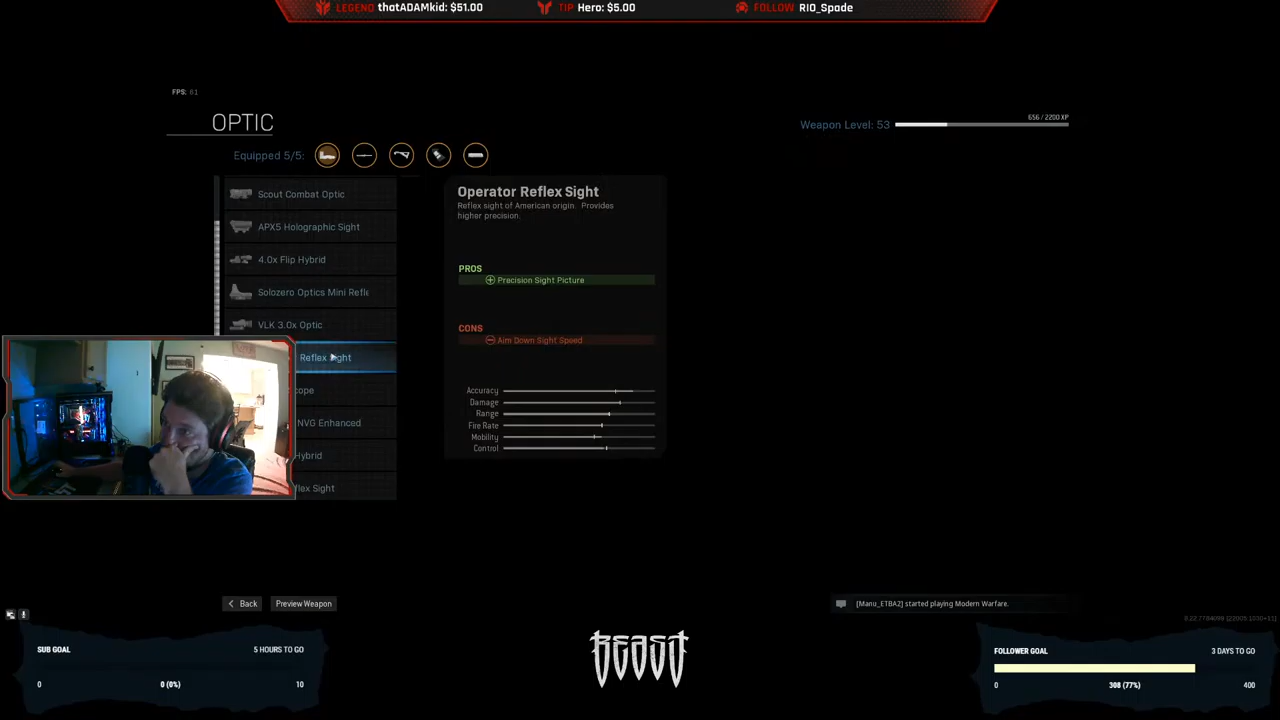 LEGEND thatADAMkid: $51.00 TIP Hero: $5.00 FOLLOW RIO_Spade
FPS: 61
OPTIC
Weapon Level: 53
656 / 2200 XP
Equipped 5/5:
Scout Combat Optic
APX5 Holographic Sight
4.0x Flip Hybrid
Solozero Optics Mini Refle
VLK 3.0x Optic
Reflex Sight
cope
NVG Enhanced
Hybrid
flex Sight
Operator Reflex Sight
Reflex sight of American origin. Provides
higher precision.
PROS
Precision Sight Picture
CONS
Aim Down Sight Speed
Accuracy
Damage
Range
Fire Rate
Mobility
Control
Back
Preview Weapon
[Manu_ETBA2] started playing Modern Warfare.
SUB GOAL 5 HOURS TO GO
0 0 (0%) 10
BEASD
FOLLOWER GOAL 3 DAYS TO GO
0 308 (77%) 400